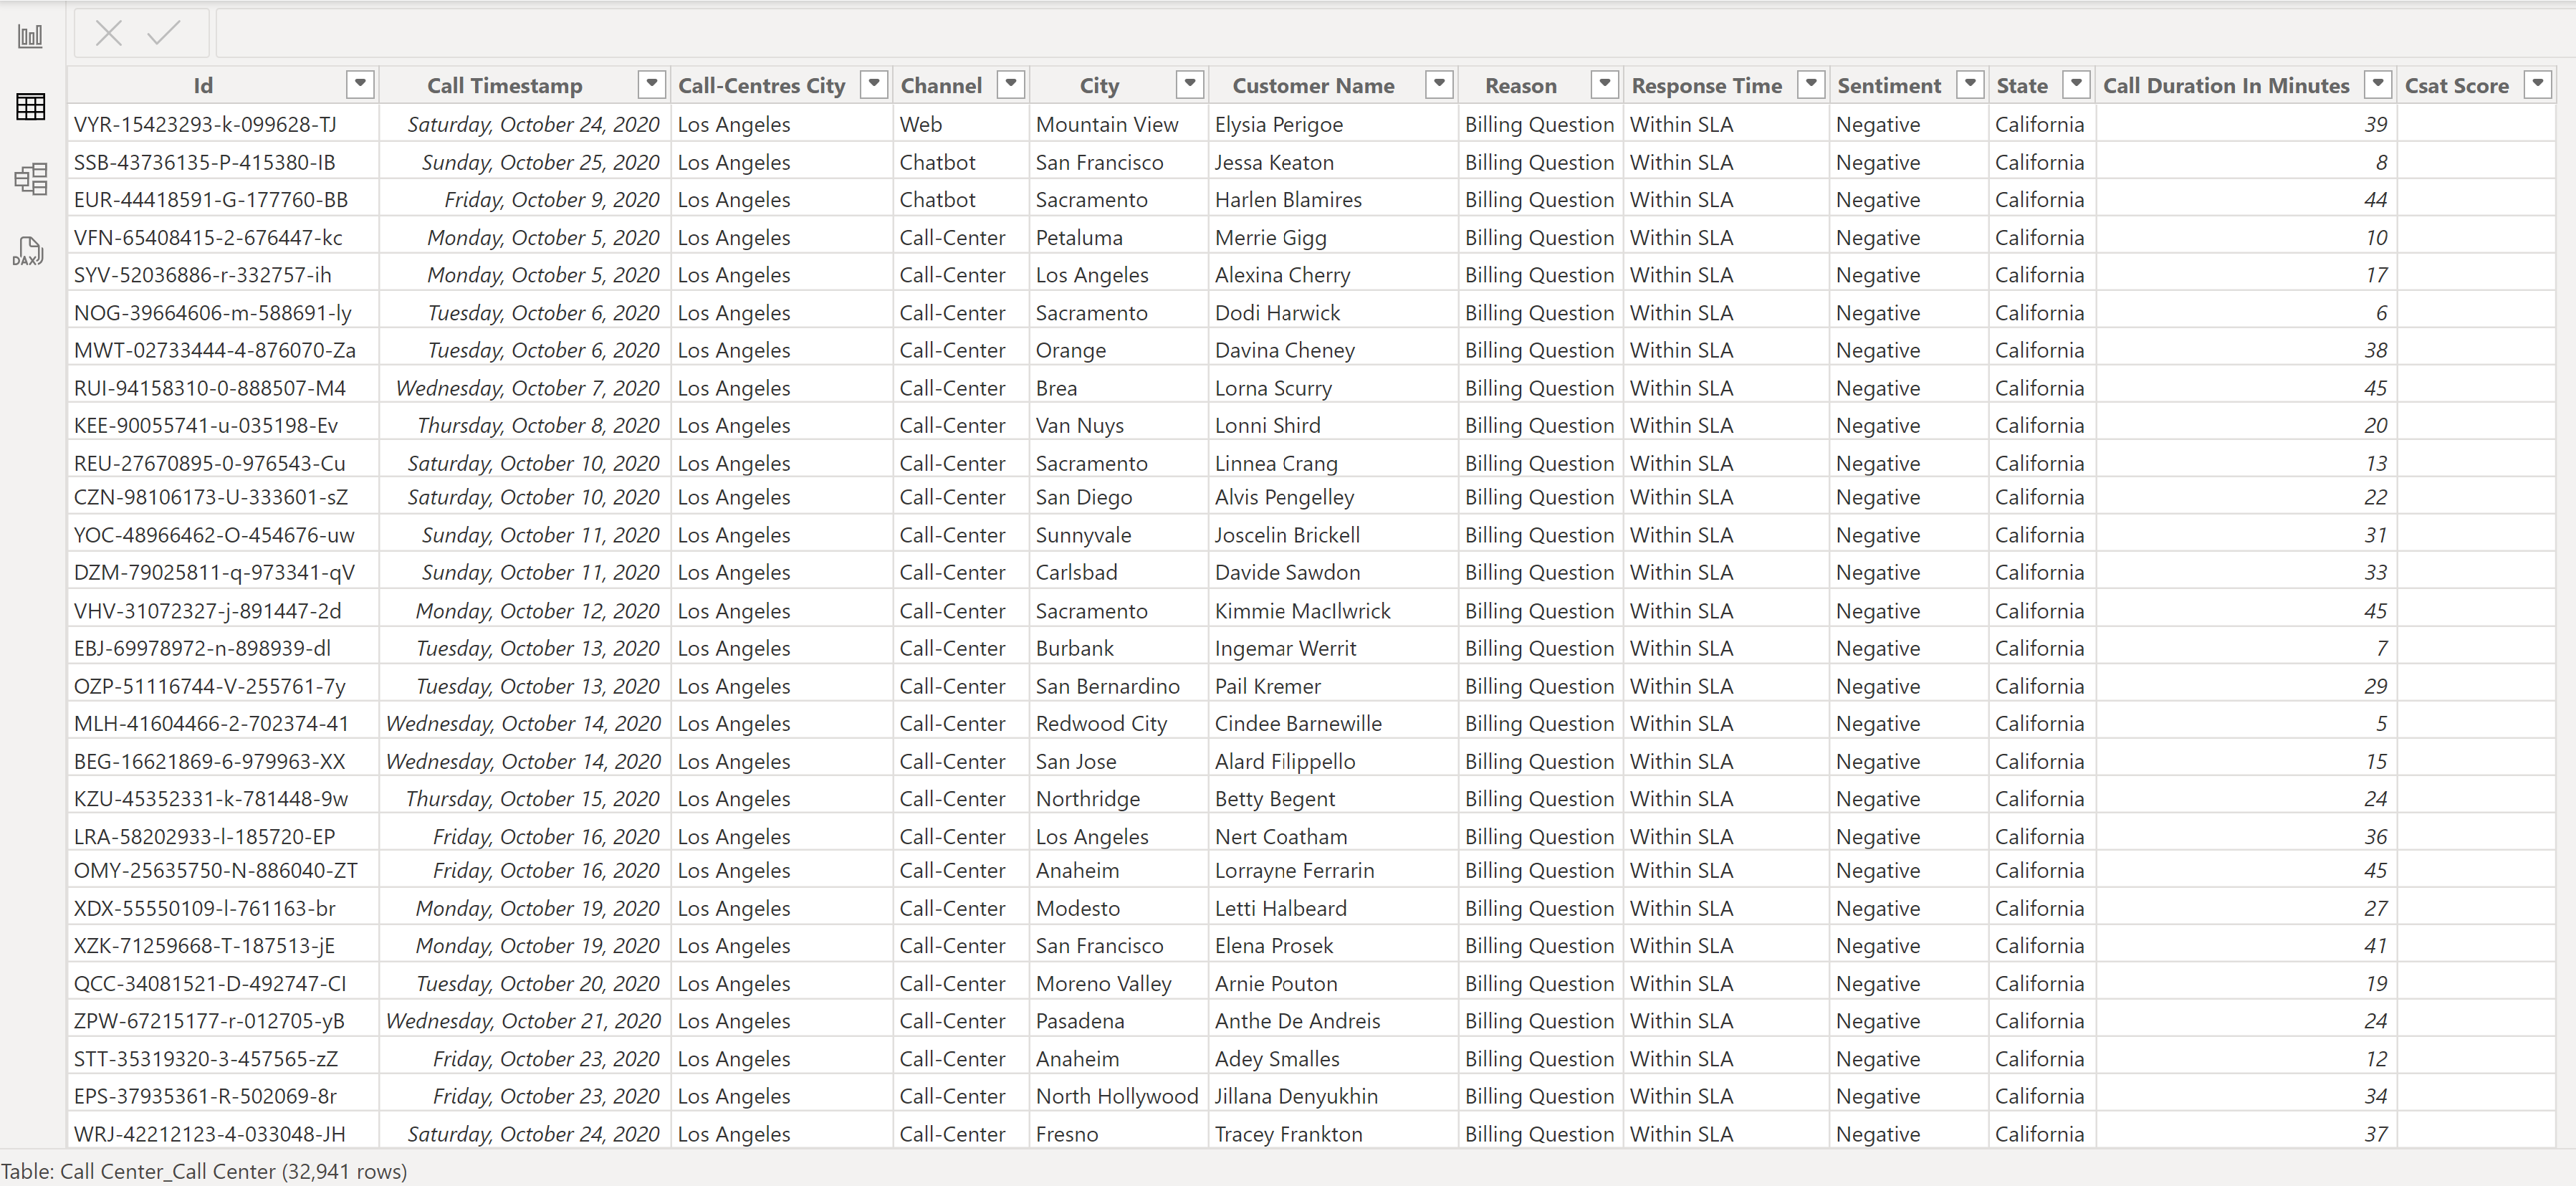 Id Call Timestamp Call-Centres City Channel City Customer Name Reason Response Time Sentiment State Call Duration In Minutes Csat Score
VYR-15423293-k-099628-TJ Saturday, October 24, 2020 Los Angeles Web Mountain View Elysia Perigoe Billing Question Within SLA Negative California 39
SSB-43736135-P-415380-IB Sunday, October 25, 2020 Los Angeles Chatbot San Francisco Jessa Keaton Billing Question Within SLA Negative California 8
EUR-44418591-G-177760-BB Friday, October 9, 2020 Los Angeles Chatbot Sacramento Harlen Blamires Billing Question Within SLA Negative California 44
VFN-65408415-2-676447-kc Monday, October 5, 2020 Los Angeles Call-Center Petaluma Merrie Gigg Billing Question Within SLA Negative California 10
SYV-52036886-r-332757-ih Monday, October 5, 2020 Los Angeles Call-Center Los Angeles Alexina Cherry Billing Question Within SLA Negative California 17
NOG-39664606-m-588691-ly Tuesday, October 6, 2020 Los Angeles Call-Center Sacramento Dodi Harwick Billing Question Within SLA Negative California 6
MWT-02733444-4-876070-Za Tuesday, October 6, 2020 Los Angeles Call-Center Orange Davina Cheney Billing Question Within SLA Negative California 38
RUI-94158310-0-888507-M4 Wednesday, October 7, 2020 Los Angeles Call-Center Brea Lorna Scurry Billing Question Within SLA Negative California 45
KEE-90055741-u-035198-Ev Thursday, October 8, 2020 Los Angeles Call-Center Van Nuys Lonni Shird Billing Question Within SLA Negative California 20
REU-27670895-0-976543-Cu Saturday, October 10, 2020 Los Angeles Call-Center Sacramento Linnea Crang Billing Question Within SLA Negative California 13
CZN-98106173-U-333601-sZ Saturday, October 10, 2020 Los Angeles Call-Center San Diego Alvis Pengelley Billing Question Within SLA Negative California 22
YOC-48966462-O-454676-uw Sunday, October 11, 2020 Los Angeles Call-Center Sunnyvale Joscelin Brickell Billing Question Within SLA Negative California 31
DZM-79025811-q-973341-qV Sunday, October 11, 2020 Los Angeles Call-Center Carlsbad Davide Sawdon Billing Question Within SLA Negative California 33
VHV-31072327-j-891447-2d Monday, October 12, 2020 Los Angeles Call-Center Sacramento Kimmie MacIlwrick Billing Question Within SLA Negative California 45
EBJ-69978972-n-898939-dl Tuesday, October 13, 2020 Los Angeles Call-Center Burbank Ingemar Werrit Billing Question Within SLA Negative California 7
OZP-51116744-V-255761-7y Tuesday, October 13, 2020 Los Angeles Call-Center San Bernardino Pail Kremer Billing Question Within SLA Negative California 29
MLH-41604466-2-702374-41 Wednesday, October 14, 2020 Los Angeles Call-Center Redwood City Cindee Barnewille Billing Question Within SLA Negative California 5
BEG-16621869-6-979963-XX Wednesday, October 14, 2020 Los Angeles Call-Center San Jose Alard Filippello Billing Question Within SLA Negative California 15
KZU-45352331-k-781448-9w Thursday, October 15, 2020 Los Angeles Call-Center Northridge Betty Begent Billing Question Within SLA Negative California 24
LRA-58202933-l-185720-EP Friday, October 16, 2020 Los Angeles Call-Center Los Angeles Nert Coatham Billing Question Within SLA Negative California 36
OMY-25635750-N-886040-ZT Friday, October 16, 2020 Los Angeles Call-Center Anaheim Lorrayne Ferrarin Billing Question Within SLA Negative California 45
XDX-55550109-l-761163-br Monday, October 19, 2020 Los Angeles Call-Center Modesto Letti Halbeard Billing Question Within SLA Negative California 27
XZK-71259668-T-187513-jE Monday, October 19, 2020 Los Angeles Call-Center San Francisco Elena Prosek Billing Question Within SLA Negative California 41
QCC-34081521-D-492747-CI Tuesday, October 20, 2020 Los Angeles Call-Center Moreno Valley Arnie Pouton Billing Question Within SLA Negative California 19
ZPW-67215177-r-012705-yB Wednesday, October 21, 2020 Los Angeles Call-Center Pasadena Anthe De Andreis Billing Question Within SLA Negative California 24
STT-35319320-3-457565-zZ Friday, October 23, 2020 Los Angeles Call-Center Anaheim Adey Smalles Billing Question Within SLA Negative California 12
EPS-37935361-R-502069-8r Friday, October 23, 2020 Los Angeles Call-Center North Hollywood Jillana Denyukhin Billing Question Within SLA Negative California 34
WRJ-42212123-4-033048-JH Saturday, October 24, 2020 Los Angeles Call-Center Fresno Tracey Frankton Billing Question Within SLA Negative California 37
DAX
Table: Call Center_Call Center (32,941 rows)